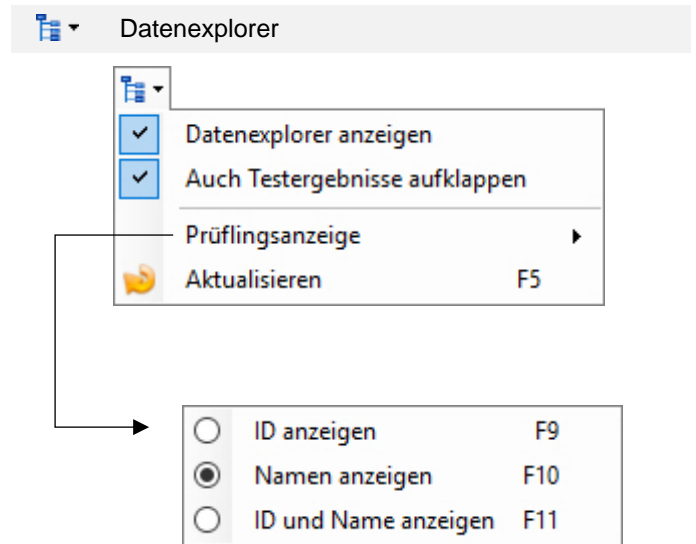 Datenexplorer
Datenexplorer anzeigen
Auch Testergebnisse aufklappen
Prüflingsanzeige
Aktualisieren F5
ID anzeigen F9
Namen anzeigen F10
ID und Name anzeigen F11